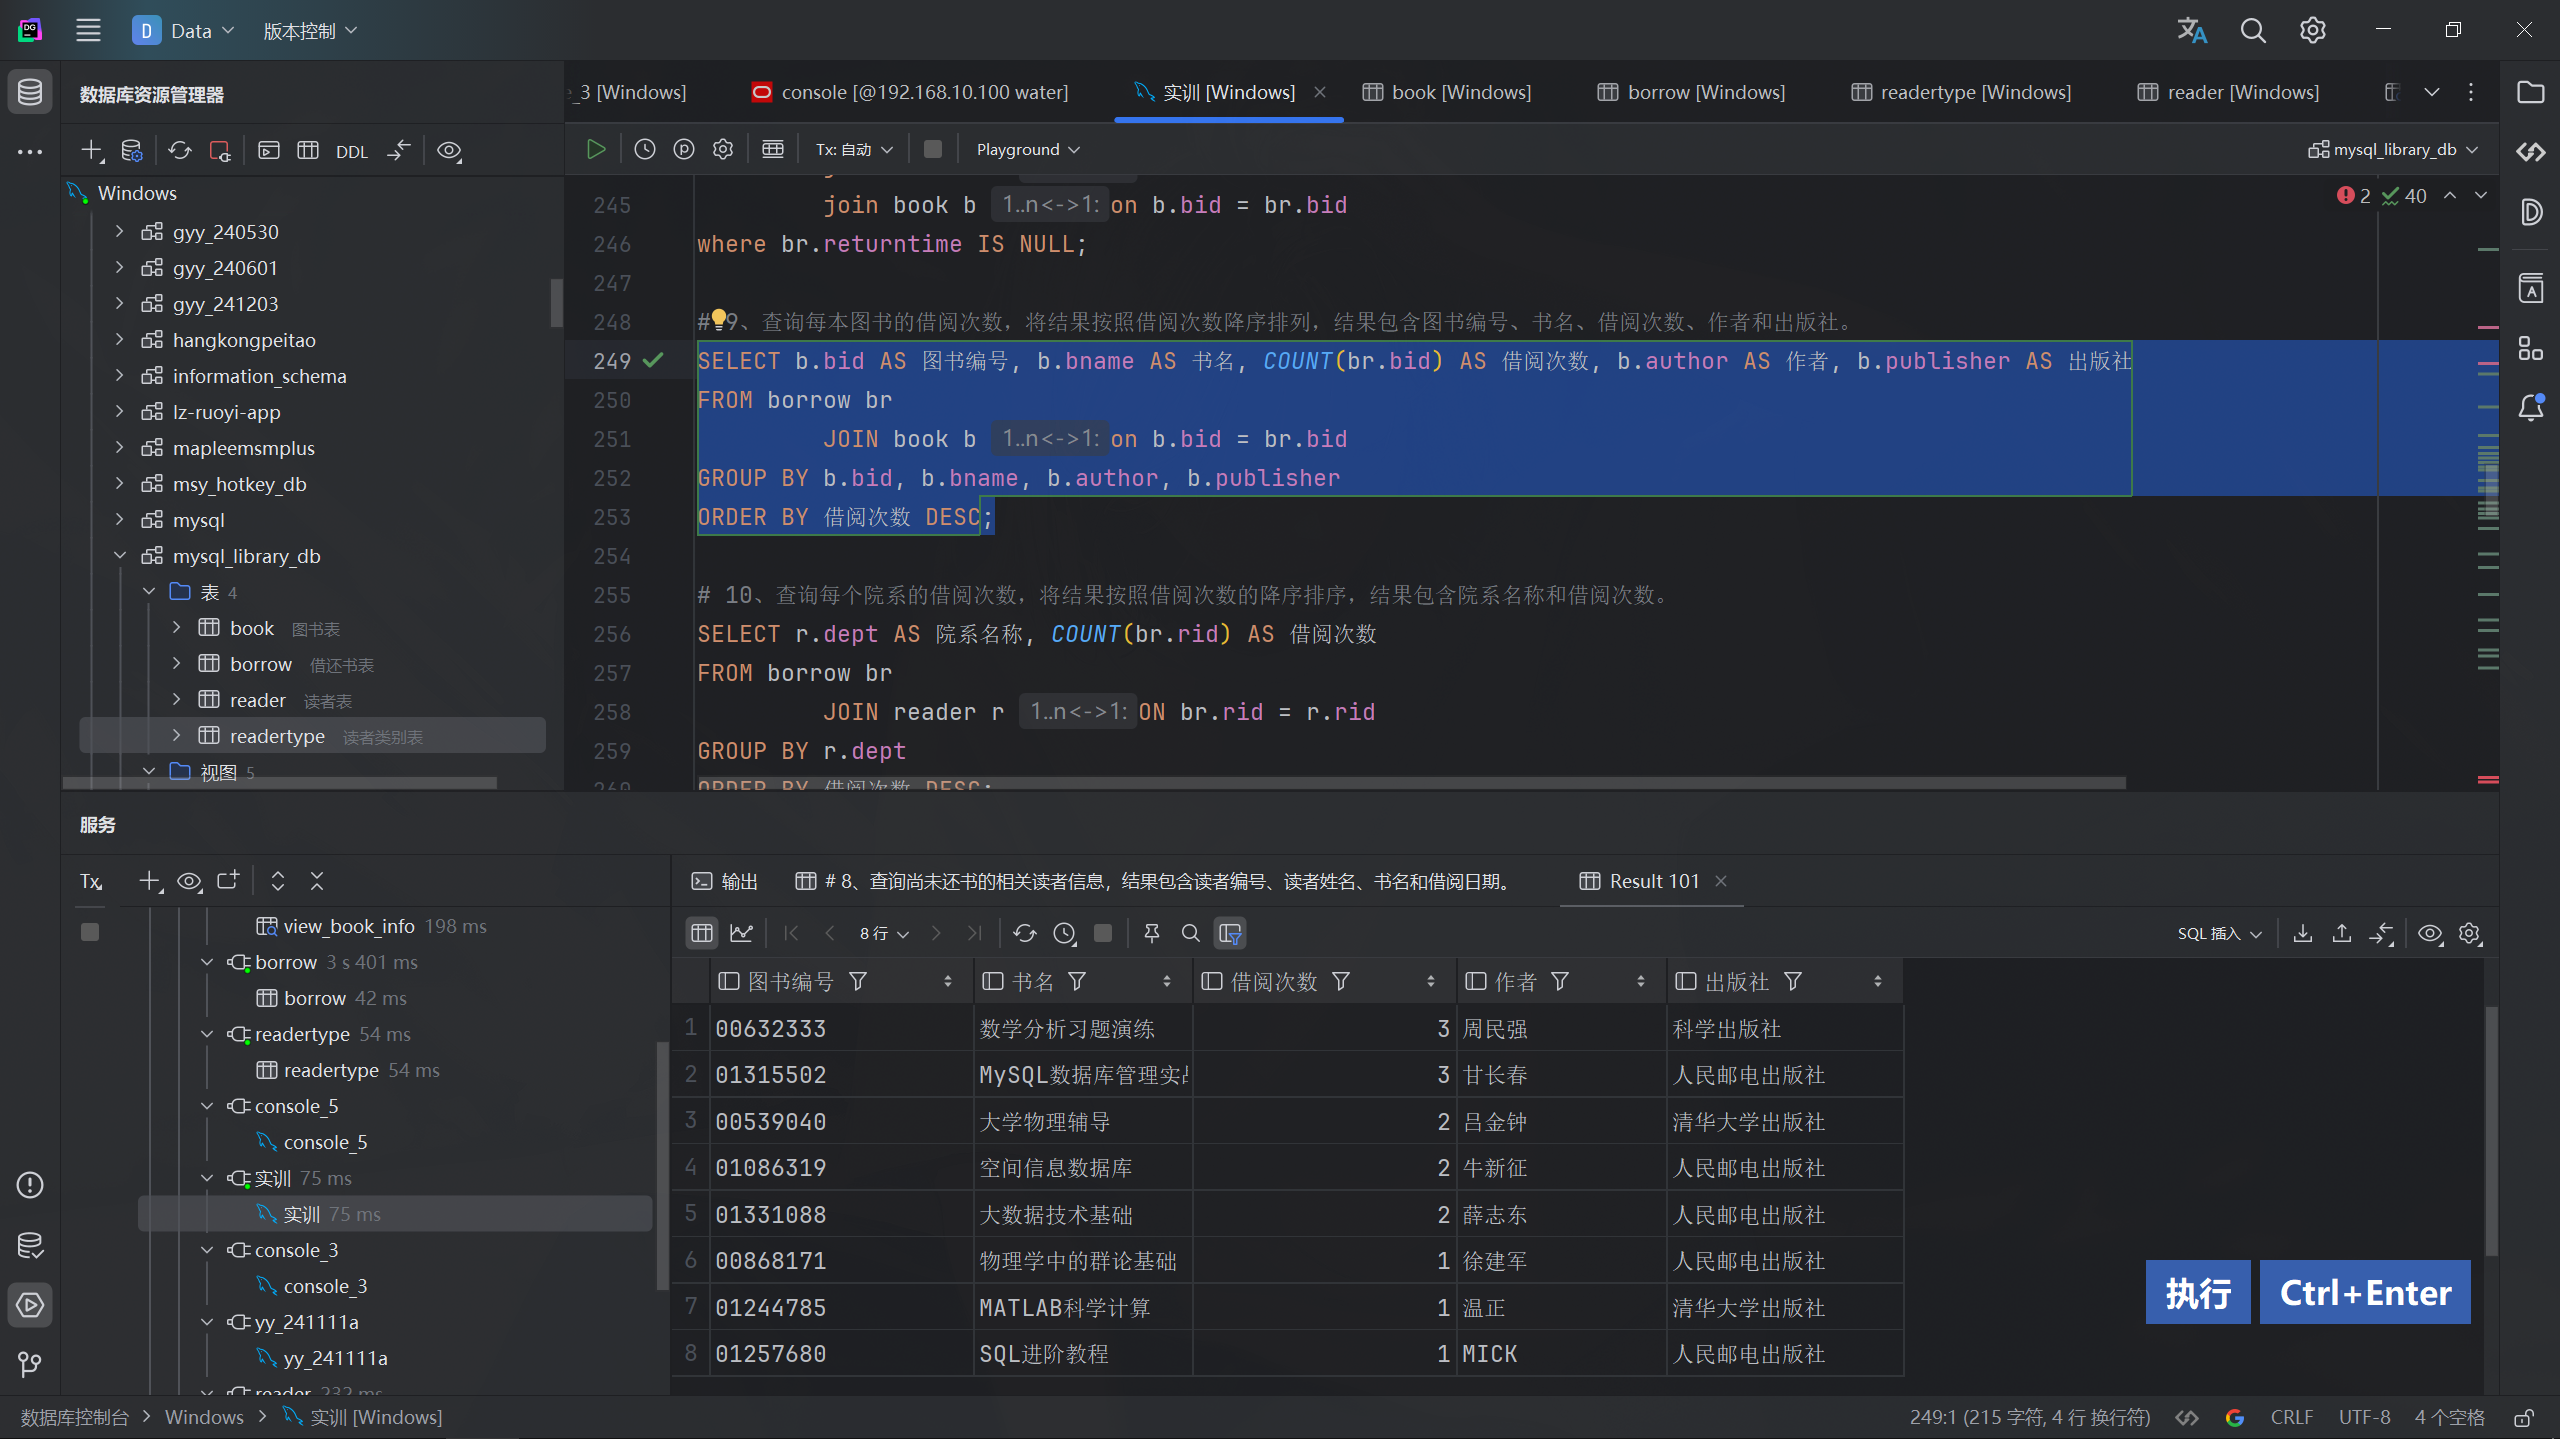 D Data 版本控制
数据库资源管理器
DDL
Windows
gyy_240530
gyy_240601
gyy_241203
hangkongpeitao
information_schema
lz-ruoyi-app
mapleemsmplus
msy_hotkey_db
mysql
mysql_library_db
表 4
book 图书表
borrow 借还书表
reader 读者表
readertype 读者类别表
视图 5
_3 [Windows] console [@192.168.10.100 water] 实训 [Windows] book [Windows] borrow [Windows] readertype [Windows] reader [Windows]
Tx: 自动 Playground mysql_library_db
2 40
245 join book b 1..n<->1: on b.bid = br.bid
246 where br.returntime IS NULL;
247
248 # 9、查询每本图书的借阅次数，将结果按照借阅次数降序排列，结果包含图书编号、书名、借阅次数、作者和出版社。
249 SELECT b.bid AS 图书编号, b.bname AS 书名, COUNT(br.bid) AS 借阅次数, b.author AS 作者, b.publisher AS 出版社
250 FROM borrow br
251 JOIN book b 1..n<->1: on b.bid = br.bid
252 GROUP BY b.bid, b.bname, b.author, b.publisher
253 ORDER BY 借阅次数 DESC;
254
255 # 10、查询每个院系的借阅次数，将结果按照借阅次数的降序排序，结果包含院系名称和借阅次数。
256 SELECT r.dept AS 院系名称, COUNT(br.rid) AS 借阅次数
257 FROM borrow br
258 JOIN reader r 1..n<->1: ON br.rid = r.rid
259 GROUP BY r.dept
260 ORDER BY 借阅次数 DESC;
服务
Tx
view_book_info 198 ms
borrow 3 s 401 ms
borrow 42 ms
readertype 54 ms
readertype 54 ms
console_5
console_5
实训 75 ms
实训 75 ms
console_3
console_3
yy_241111a
yy_241111a
reader 232 ms
输出 # 8、查询尚未还书的相关读者信息，结果包含读者编号、读者姓名、书名和借阅日期。 Result 101
8 行 SQL 插入
图书编号 书名 借阅次数 作者 出版社
1 00632333 数学分析习题演练 3 周民强 科学出版社
2 01315502 MySQL数据库管理实 3 甘长春 人民邮电出版社
3 00539040 大学物理辅导 2 吕金钟 清华大学出版社
4 01086319 空间信息数据库 2 牛新征 人民邮电出版社
5 01331088 大数据技术基础 2 薛志东 人民邮电出版社
6 00868171 物理学中的群论基础 1 徐建军 人民邮电出版社
7 01244785 MATLAB科学计算 1 温正 清华大学出版社
8 01257680 SQL进阶教程 1 MICK 人民邮电出版社
执行 Ctrl+Enter
数据库控制台 Windows 实训 [Windows]
249:1 (215 字符, 4 行 换行符) CRLF UTF-8 4 个空格